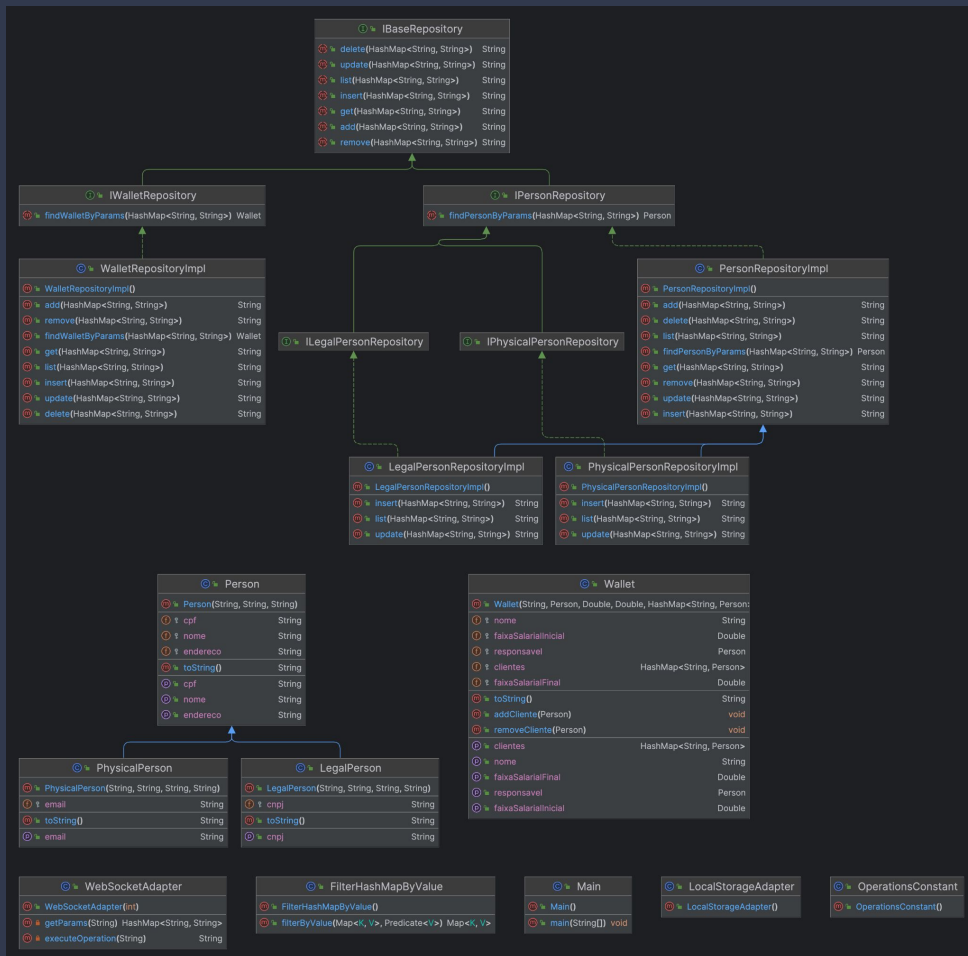 IBaseRepository
delete(HashMap<String, String>) String
update(HashMap<String, String>) String
list(HashMap<String, String>) String
insert(HashMap<String, String>) String
get(HashMap<String, String>) String
add(HashMap<String, String>) String
remove(HashMap<String, String>) String
IWalletRepository
findWalletByParams(HashMap<String, String>) Wallet
IPersonRepository
findPersonByParams(HashMap<String, String>) Person
WalletRepositoryImpl
WalletRepositoryImpl()
add(HashMap<String, String>) String
remove(HashMap<String, String>) String
findWalletByParams(HashMap<String, String>) Wallet
get(HashMap<String, String>) String
list(HashMap<String, String>) String
insert(HashMap<String, String>) String
update(HashMap<String, String>) String
delete(HashMap<String, String>) String
ILegalPersonRepository
IPhysicalPersonRepository
PersonRepositoryImpl
PersonRepositoryImpl()
add(HashMap<String, String>) String
delete(HashMap<String, String>) String
list(HashMap<String, String>) String
findPersonByParams(HashMap<String, String>) Person
get(HashMap<String, String>) String
remove(HashMap<String, String>) String
update(HashMap<String, String>) String
insert(HashMap<String, String>) String
LegalPersonRepositoryImpl
LegalPersonRepositoryImpl()
insert(HashMap<String, String>) String
list(HashMap<String, String>) String
update(HashMap<String, String>) String
PhysicalPersonRepositoryImpl
PhysicalPersonRepositoryImpl()
insert(HashMap<String, String>) String
list(HashMap<String, String>) String
update(HashMap<String, String>) String
Person
Person(String, String, String)
cpf String
nome String
endereco String
toString() String
cpf String
nome String
endereco String
Wallet
Wallet(String, Person, Double, Double, HashMap<String, Person>
nome String
faixaSalarialInicial Double
responsavel Person
clientes HashMap<String, Person>
faixaSalarialFinal Double
toString() String
addCliente(Person) void
removeCliente(Person) void
clientes HashMap<String, Person>
nome String
faixaSalarialFinal Double
responsavel Person
faixaSalarialInicial Double
PhysicalPerson
PhysicalPerson(String, String, String, String)
email String
toString() String
email String
LegalPerson
LegalPerson(String, String, String, String)
cnpj String
toString() String
cnpj String
WebSocketAdapter
WebSocketAdapter(int)
getParams(String) HashMap<String, String>
executeOperation(String) String
FilterHashMapByValue
FilterHashMapByValue()
filterByValue(Map<K, V>, Predicate<V>) Map<K, V>
Main
Main()
main(String[]) void
LocalStorageAdapter
LocalStorageAdapter()
OperationsConstant
OperationsConstant()